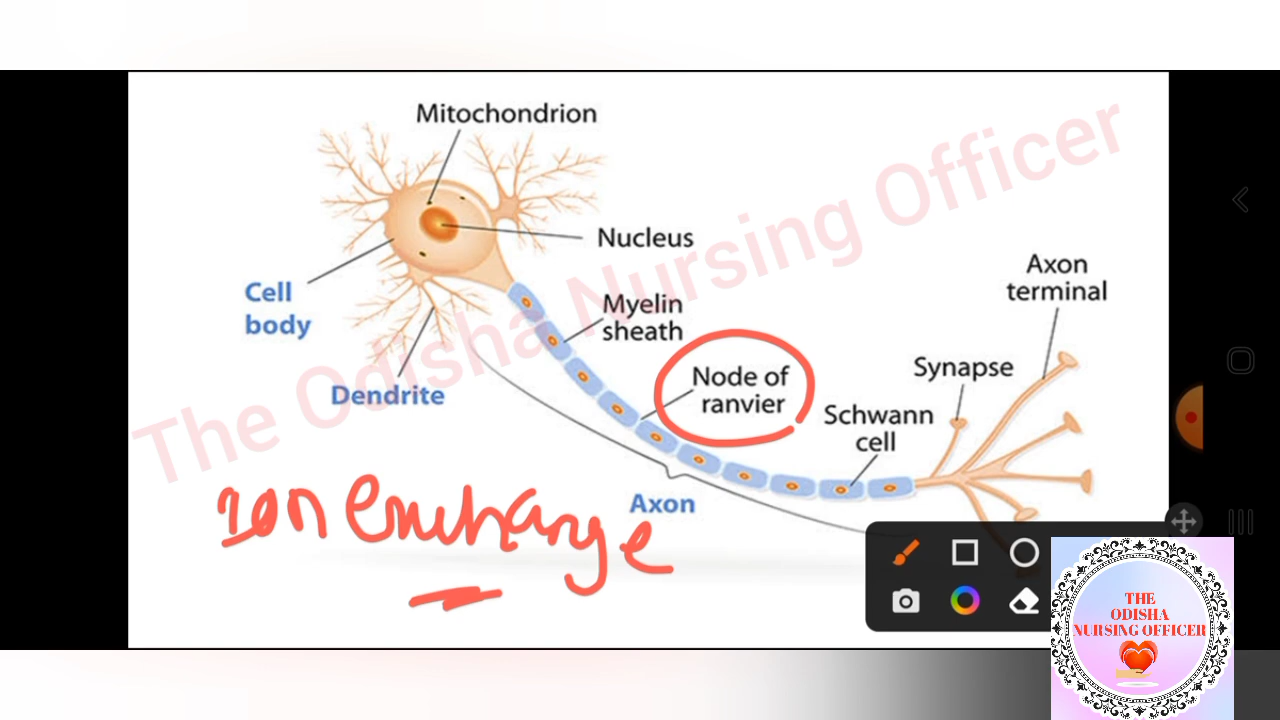 Mitochondrion
Nucleus
Cell
body
Myelin
sheath
Dendrite
Node of
ranvier
Axon
terminal
Synapse
Schwann
cell
Axon
Ion exchange
The Odisha Nursing Officer
THE
ODISHA
NURSING OFFICER